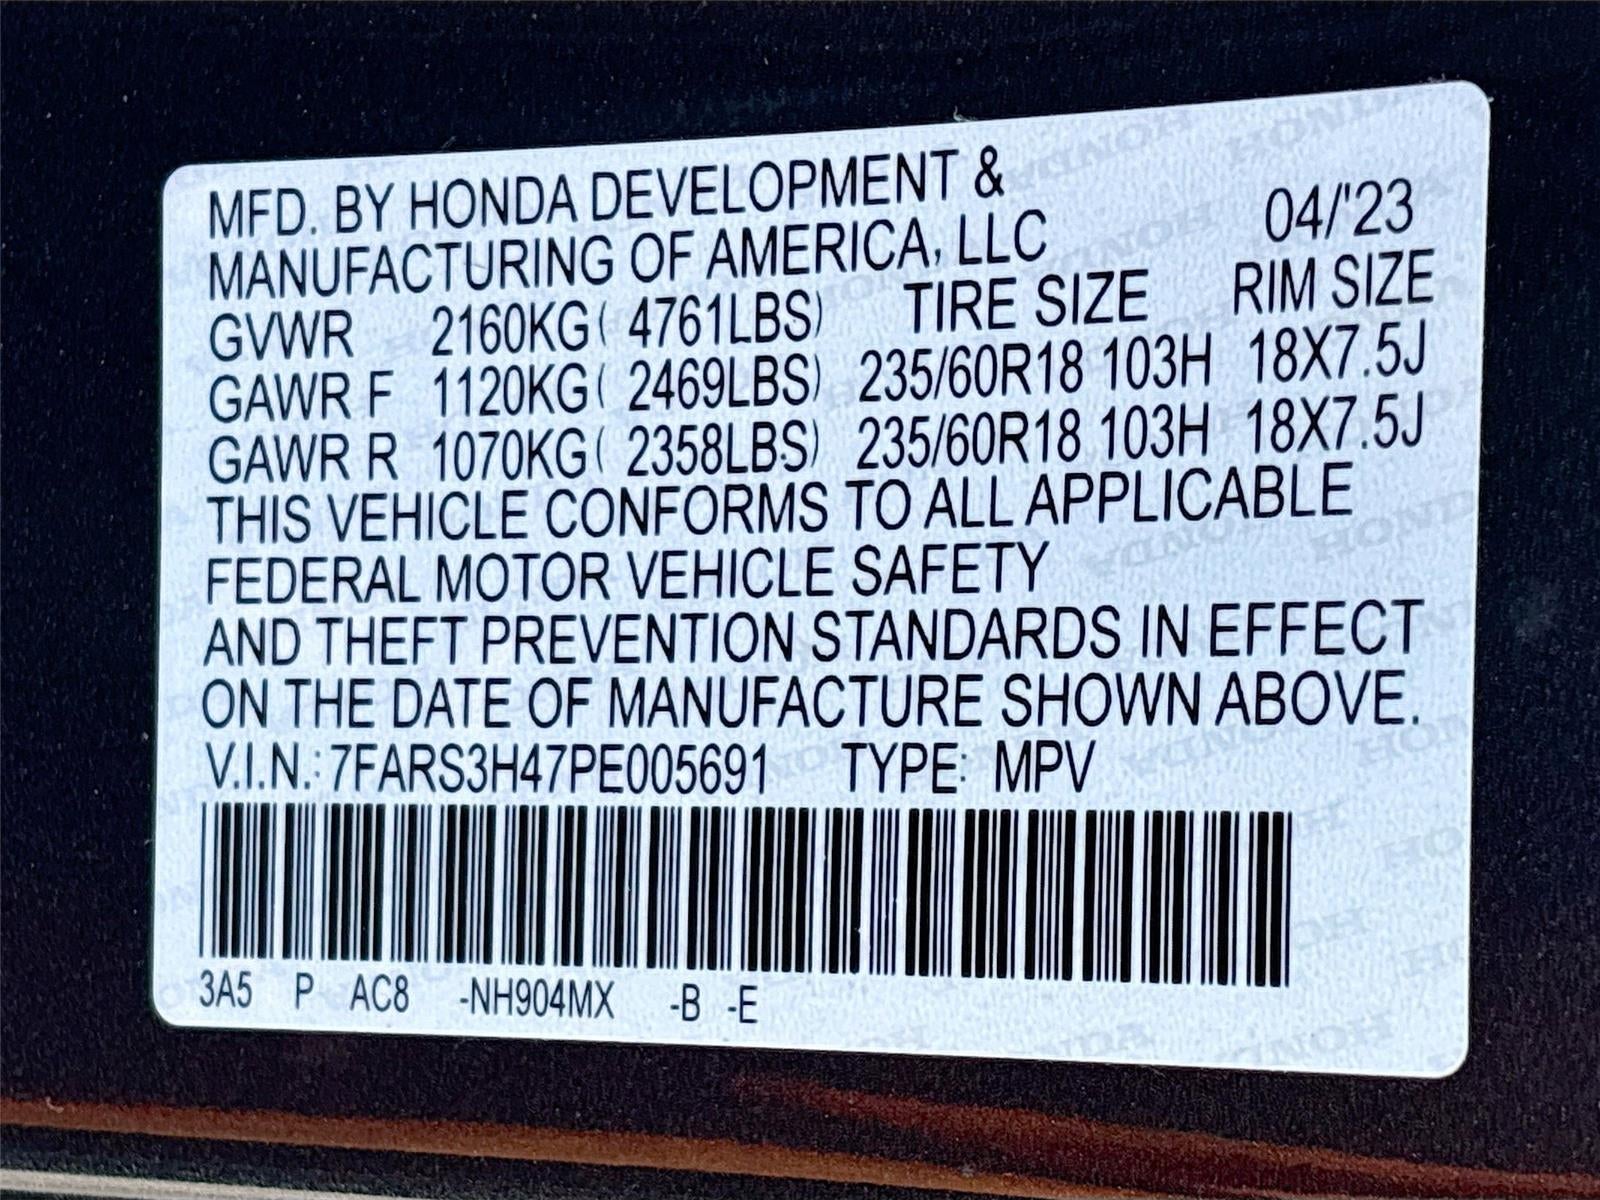 MFD. BY HONDA DEVELOPMENT &
MANUFACTURING OF AMERICA, LLC 04/'23
GVWR 2160KG( 4761LBS) TIRE SIZE RIM SIZE
GAWR F 1120KG( 2469LBS) 235/60R18 103H 18X7.5J
GAWR R 1070KG( 2358LBS) 235/60R18 103H 18X7.5J
THIS VEHICLE CONFORMS TO ALL APPLICABLE
FEDERAL MOTOR VEHICLE SAFETY
AND THEFT PREVENTION STANDARDS IN EFFECT
ON THE DATE OF MANUFACTURE SHOWN ABOVE.
V.I.N.: 7FARS3H47PE005691 TYPE: MPV
3A5 P AC8 -NH904MX -B -E